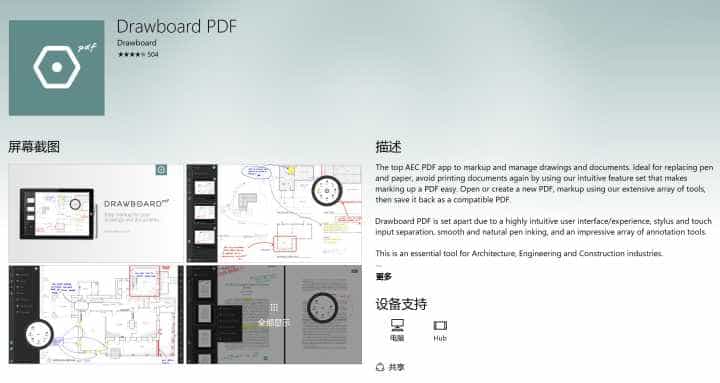 pdf
Drawboard PDF
Drawboard
★★★★★ 504
屏幕截图
描述
DRAWBOARD pdf
The top AEC PDF app to markup and manage drawings and documents. Ideal for replacing pen
and paper, avoid printing documents again by using our intuitive feature set that makes
marking up a PDF easy. Open or create a new PDF, markup using our extensive array of tools,
then save it back as a compatible PDF.
Drawboard PDF is set apart due to a highly intuitive user interface/experience, stylus and touch
input separation, smooth and natural pen inking, and an impressive array of annotation tools.
This is an essential tool for Architecture, Engineering and Construction industries.
...
更多
全部显示
设备支持
电脑
Hub
共享